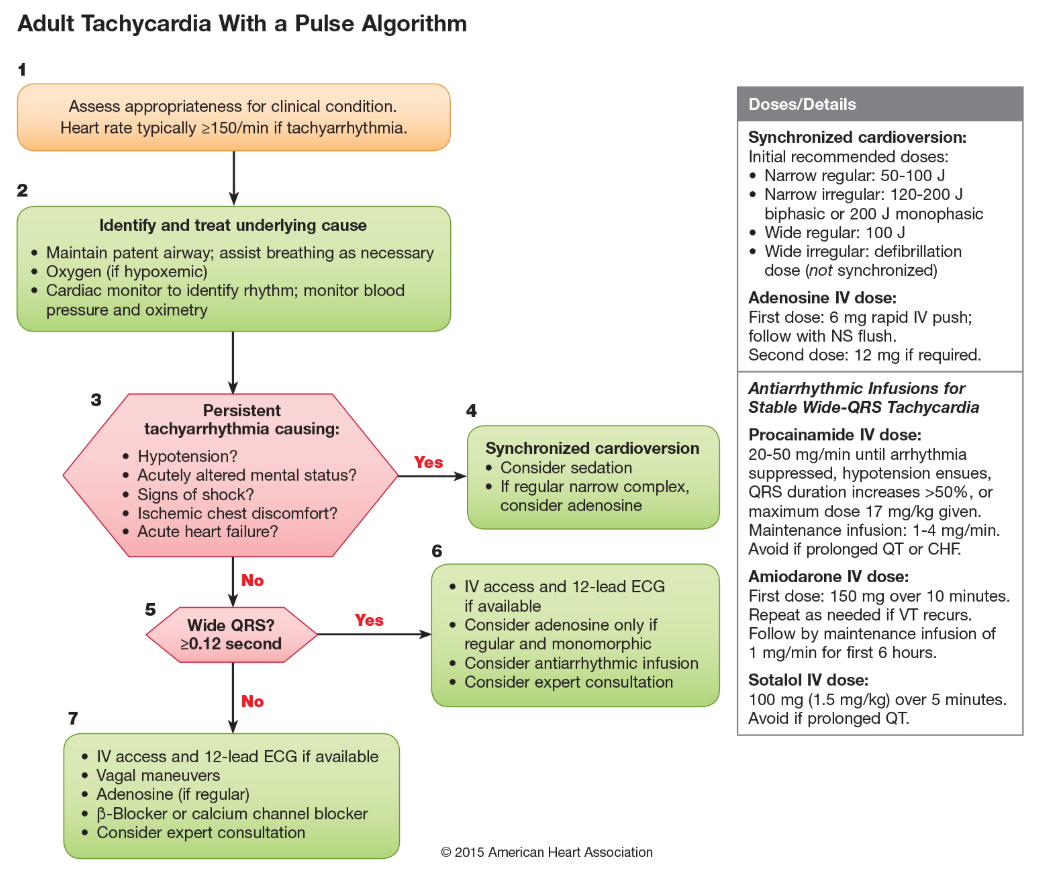 Adult Tachycardia With a Pulse Algorithm
1
Assess appropriateness for clinical condition.
Heart rate typically ≥150/min if tachyarrhythmia.
2
Identify and treat underlying cause
• Maintain patent airway; assist breathing as necessary
• Oxygen (if hypoxemic)
• Cardiac monitor to identify rhythm; monitor blood
pressure and oximetry
3
Persistent
tachyarrhythmia causing:
• Hypotension?
• Acutely altered mental status?
• Signs of shock?
• Ischemic chest discomfort?
• Acute heart failure?
Yes
4
Synchronized cardioversion
• Consider sedation
• If regular narrow complex,
consider adenosine
No
5
Wide QRS?
≥0.12 second
Yes
6
• IV access and 12-lead ECG
if available
• Consider adenosine only if
regular and monomorphic
• Consider antiarrhythmic infusion
• Consider expert consultation
No
7
• IV access and 12-lead ECG if available
• Vagal maneuvers
• Adenosine (if regular)
• β-Blocker or calcium channel blocker
• Consider expert consultation
Doses/Details
Synchronized cardioversion:
Initial recommended doses:
• Narrow regular: 50-100 J
• Narrow irregular: 120-200 J
biphasic or 200 J monophasic
• Wide regular: 100 J
• Wide irregular: defibrillation
dose (not synchronized)
Adenosine IV dose:
First dose: 6 mg rapid IV push;
follow with NS flush.
Second dose: 12 mg if required.
Antiarrhythmic Infusions for
Stable Wide-QRS Tachycardia
Procainamide IV dose:
20-50 mg/min until arrhythmia
suppressed, hypotension ensues,
QRS duration increases >50%, or
maximum dose 17 mg/kg given.
Maintenance infusion: 1-4 mg/min.
Avoid if prolonged QT or CHF.
Amiodarone IV dose:
First dose: 150 mg over 10 minutes.
Repeat as needed if VT recurs.
Follow by maintenance infusion of
1 mg/min for first 6 hours.
Sotalol IV dose:
100 mg (1.5 mg/kg) over 5 minutes.
Avoid if prolonged QT.
© 2015 American Heart Association